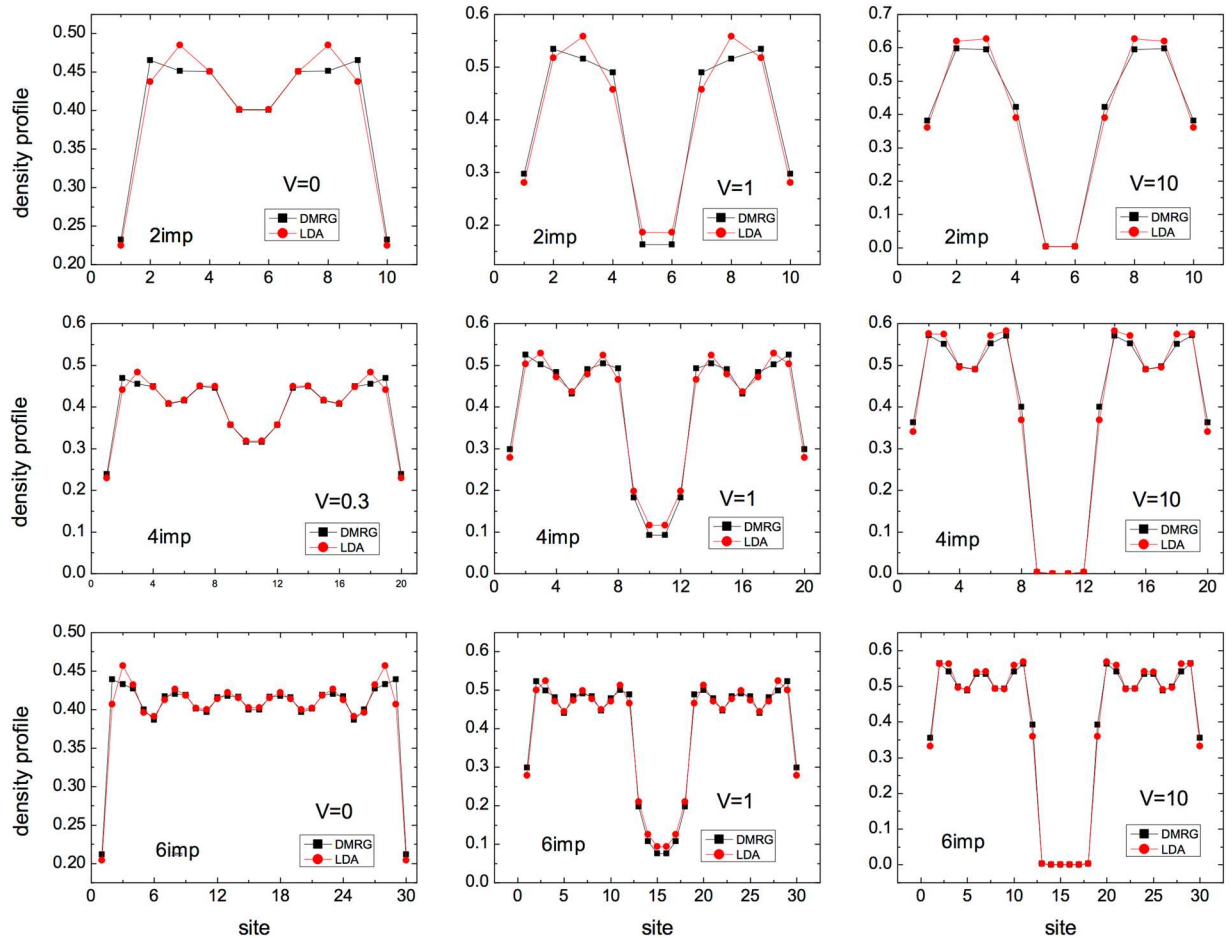 density profile
0.50
0.45
0.40
0.35
0.30
0.25
0.20
0 2 4 6 8 10
V=0
2imp
DMRG
LDA
0.5
0.4
0.3
0.2
0 2 4 6 8 10
V=1
2imp
DMRG
LDA
0.7
0.6
0.5
0.4
0.3
0.2
0.1
0.0
0 2 4 6 8 10
V=10
2imp
DMRG
LDA
density profile
0.6
0.5
0.4
0.3
0.2
0.1
0.0
0 4 8 12 16 20
V=0.3
4imp
DMRG
LDA
0.6
0.5
0.4
0.3
0.2
0.1
0.0
0 4 8 12 16 20
V=1
4imp
DMRG
LDA
0.6
0.5
0.4
0.3
0.2
0.1
0.0
0 4 8 12 16 20
V=10
4imp
DMRG
LDA
density profile
0.50
0.45
0.40
0.35
0.30
0.25
0.20
0 6 12 18 24 30
V=0
6imp
DMRG
LDA
site
0.6
0.5
0.4
0.3
0.2
0.1
0.0
0 5 10 15 20 25 30
V=1
6imp
DMRG
LDA
site
0.6
0.5
0.4
0.3
0.2
0.1
0.0
0 5 10 15 20 25 30
V=10
6imp
DMRG
LDA
site